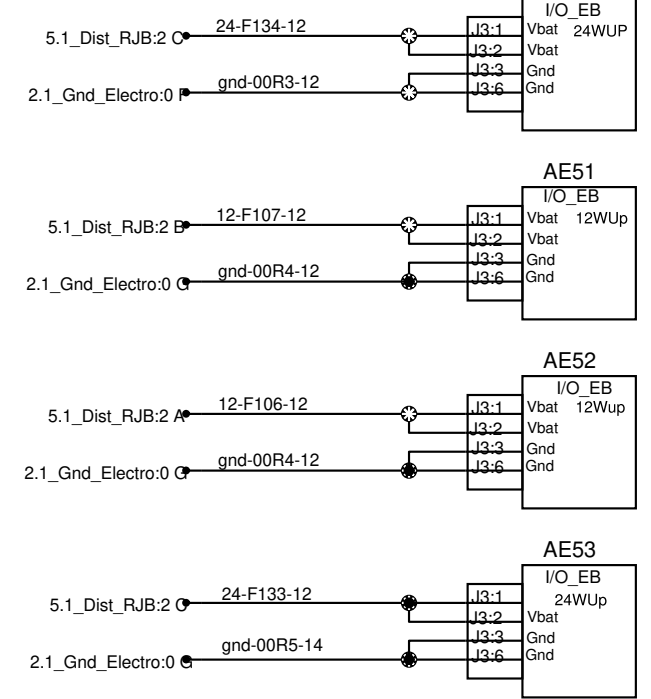 I/O_EB
24-F134-12
5.1_Dist_RJB:2 C
J3:1 Vbat 24WUP
J3:2 Vbat
J3:3 Gnd
gnd-00R3-12
2.1_Gnd_Electro:0 F
J3:6 Gnd
AE51
I/O_EB
12-F107-12
5.1_Dist_RJB:2 B
J3:1 Vbat 12WUp
J3:2 Vbat
J3:3 Gnd
gnd-00R4-12
2.1_Gnd_Electro:0 G
J3:6 Gnd
AE52
I/O_EB
12-F106-12
5.1_Dist_RJB:2 A
J3:1 Vbat 12Wup
J3:2 Vbat
J3:3 Gnd
gnd-00R4-12
2.1_Gnd_Electro:0 G
J3:6 Gnd
AE53
I/O_EB
24-F133-12
5.1_Dist_RJB:2 C
J3:1 24WUp
J3:2 Vbat
J3:3 Gnd
gnd-00R5-14
2.1_Gnd_Electro:0 G
J3:6 Gnd